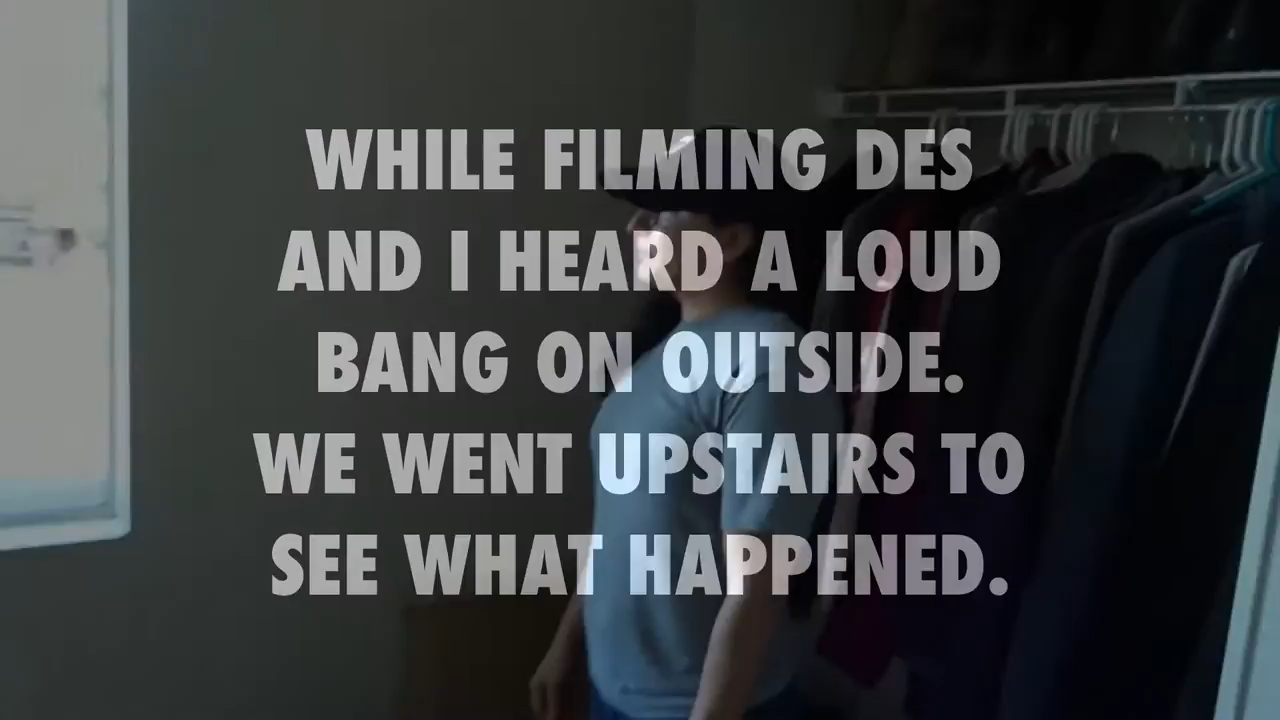 WHILE FILMING DES
AND I HEARD A LOUD
BANG ON OUTSIDE.
WE WENT UPSTAIRS TO
SEE WHAT HAPPENED.